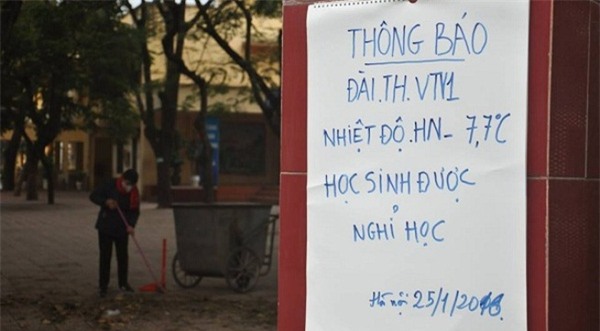 THÔNG BÁO
ĐÀI.TH.VTV1
NHIỆT ĐỘ.HN- 7,7°C
HỌC SINH ĐƯỢC
NGHỈ HỌC
Hà nội 25/1/2016